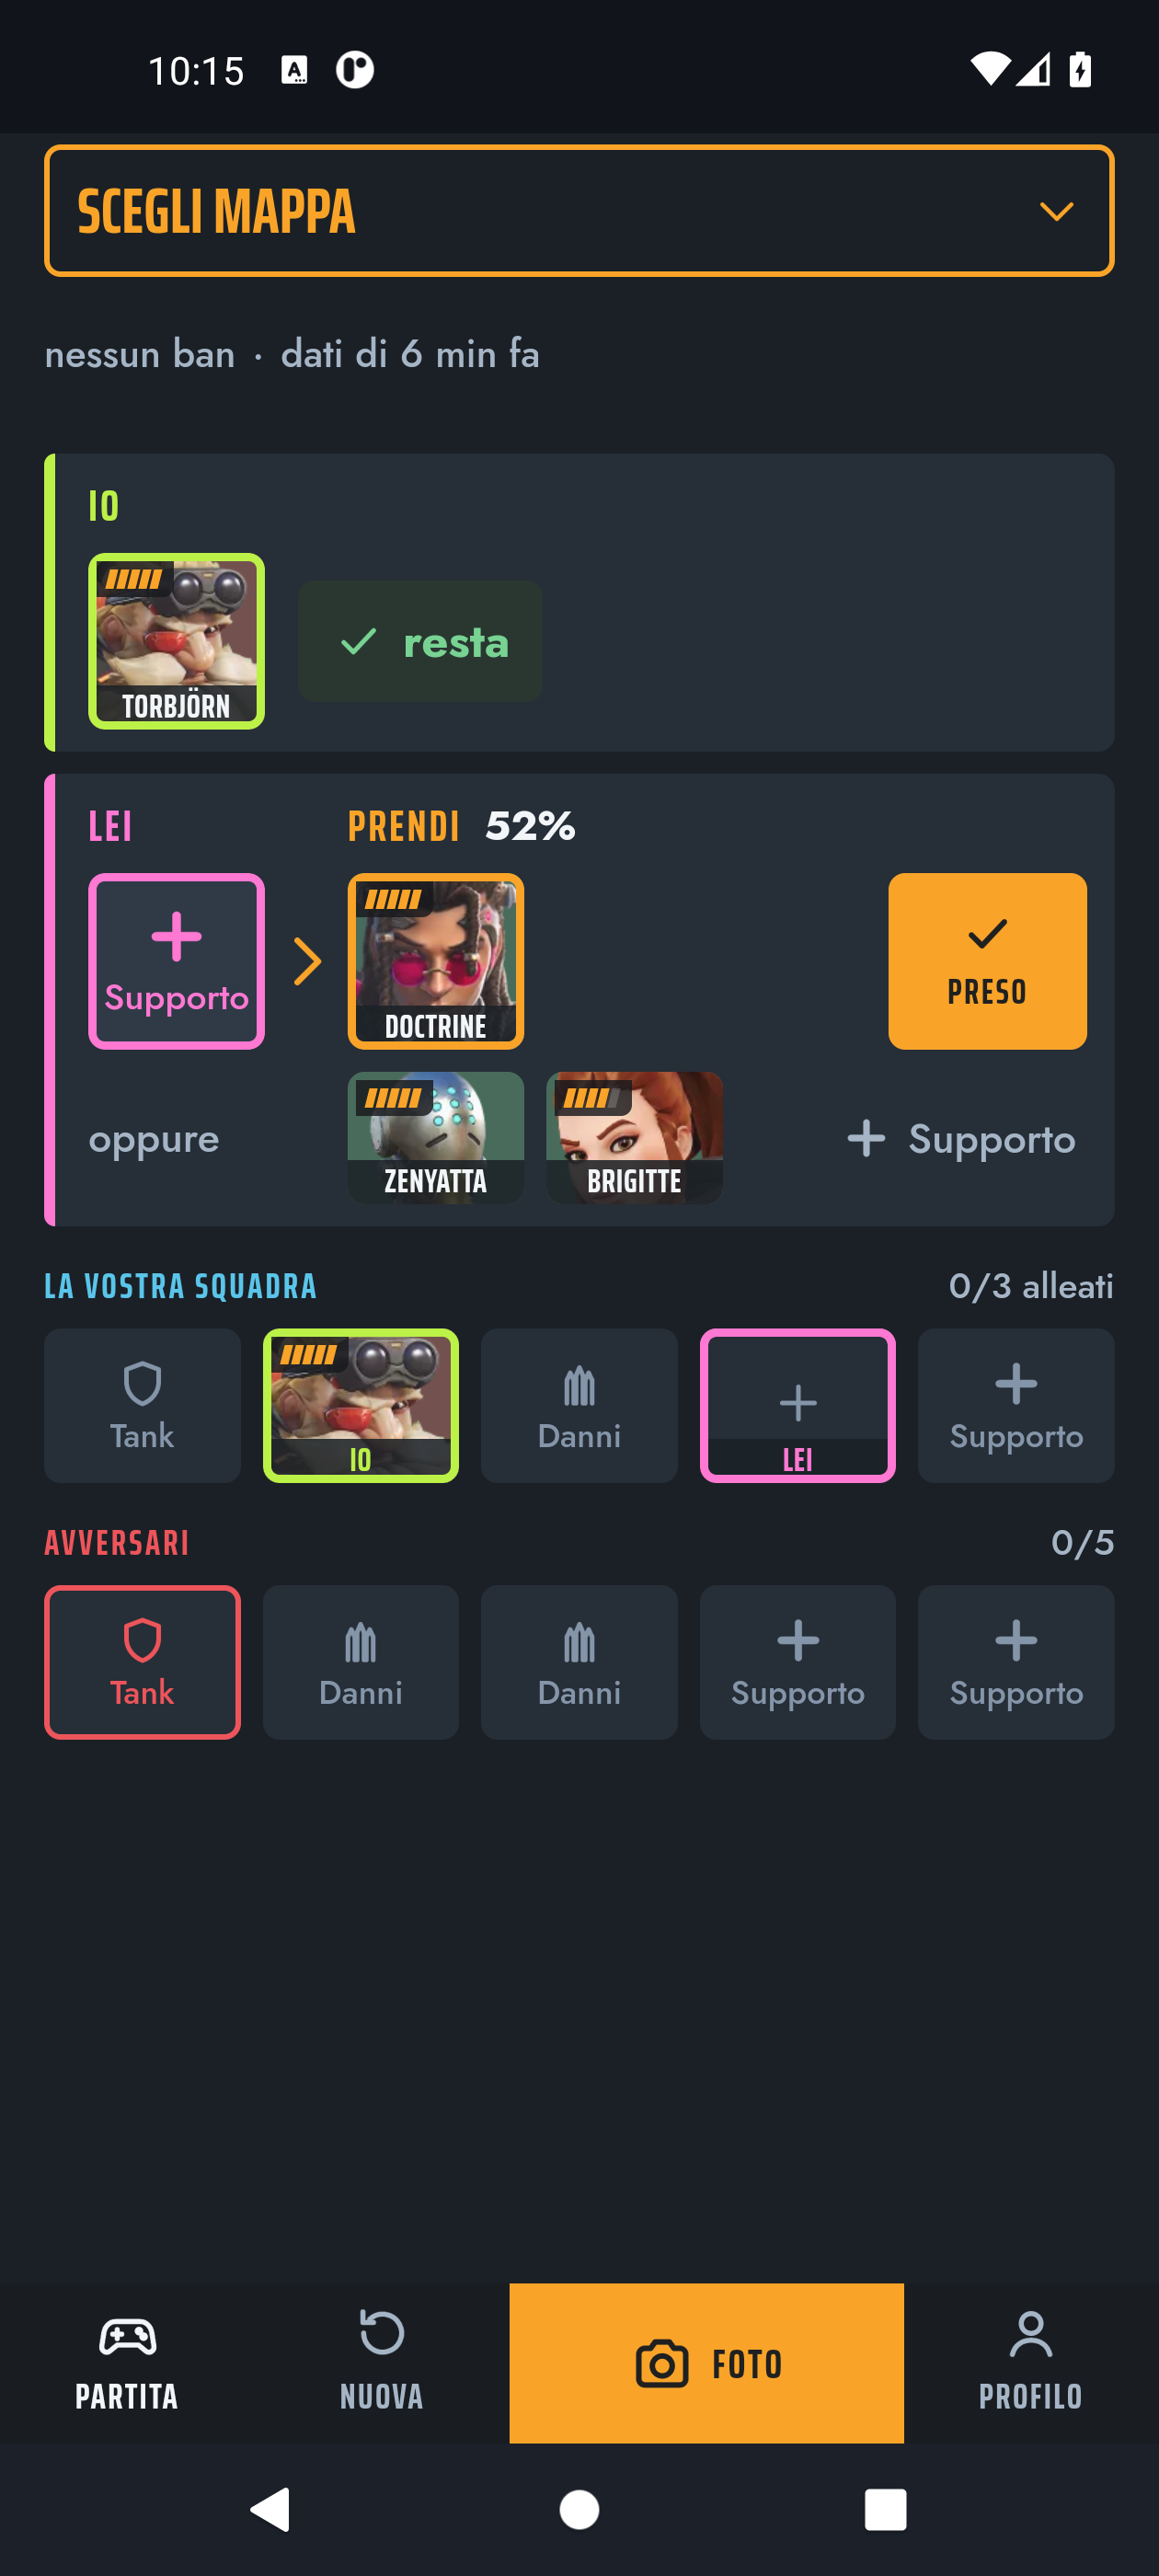 10:15
SCEGLI MAPPA
nessun ban · dati di 6 min fa
IO
TORBJÖRN
resta
LEI
PRENDI 52%
Supporto
DOCTRINE
PRESO
oppure
ZENYATTA
BRIGITTE
Supporto
LA VOSTRA SQUADRA
0/3 alleati
Tank
IO
Danni
LEI
Supporto
AVVERSARI
0/5
Tank
Danni
Danni
Supporto
Supporto
PARTITA
NUOVA
FOTO
PROFILO